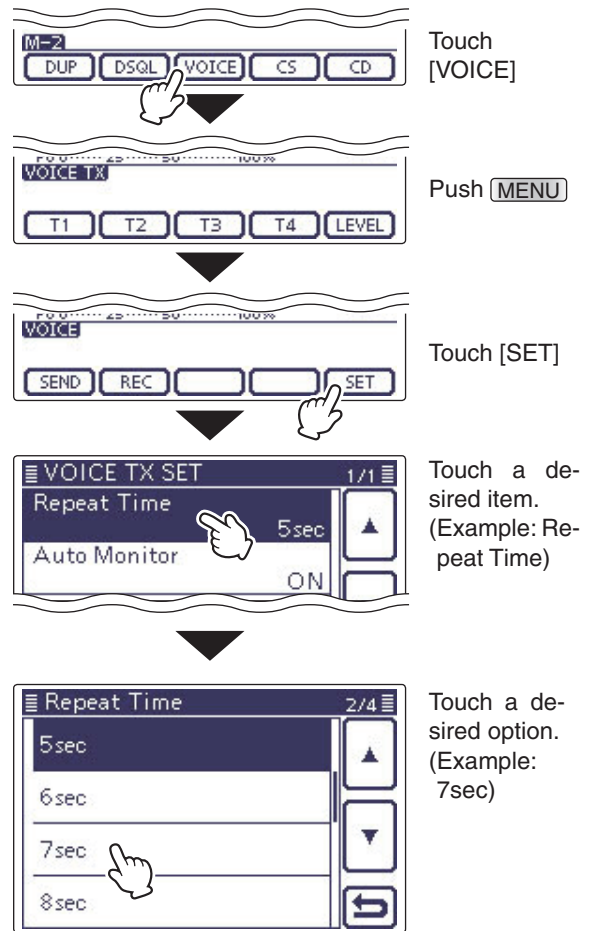 M-2
DUP DSQL VOICE CS CD
Touch
[VOICE]
VOICE TX
T1 T2 T3 T4 LEVEL
Push MENU
VOICE
SEND REC SET
Touch [SET]
VOICE TX SET 1/1
Repeat Time
5sec
Auto Monitor
ON
Touch a de-
sired item.
(Example: Re-
peat Time)
Repeat Time 2/4
5sec
6sec
7sec
8sec
Touch a de-
sired option.
(Example:
7sec)